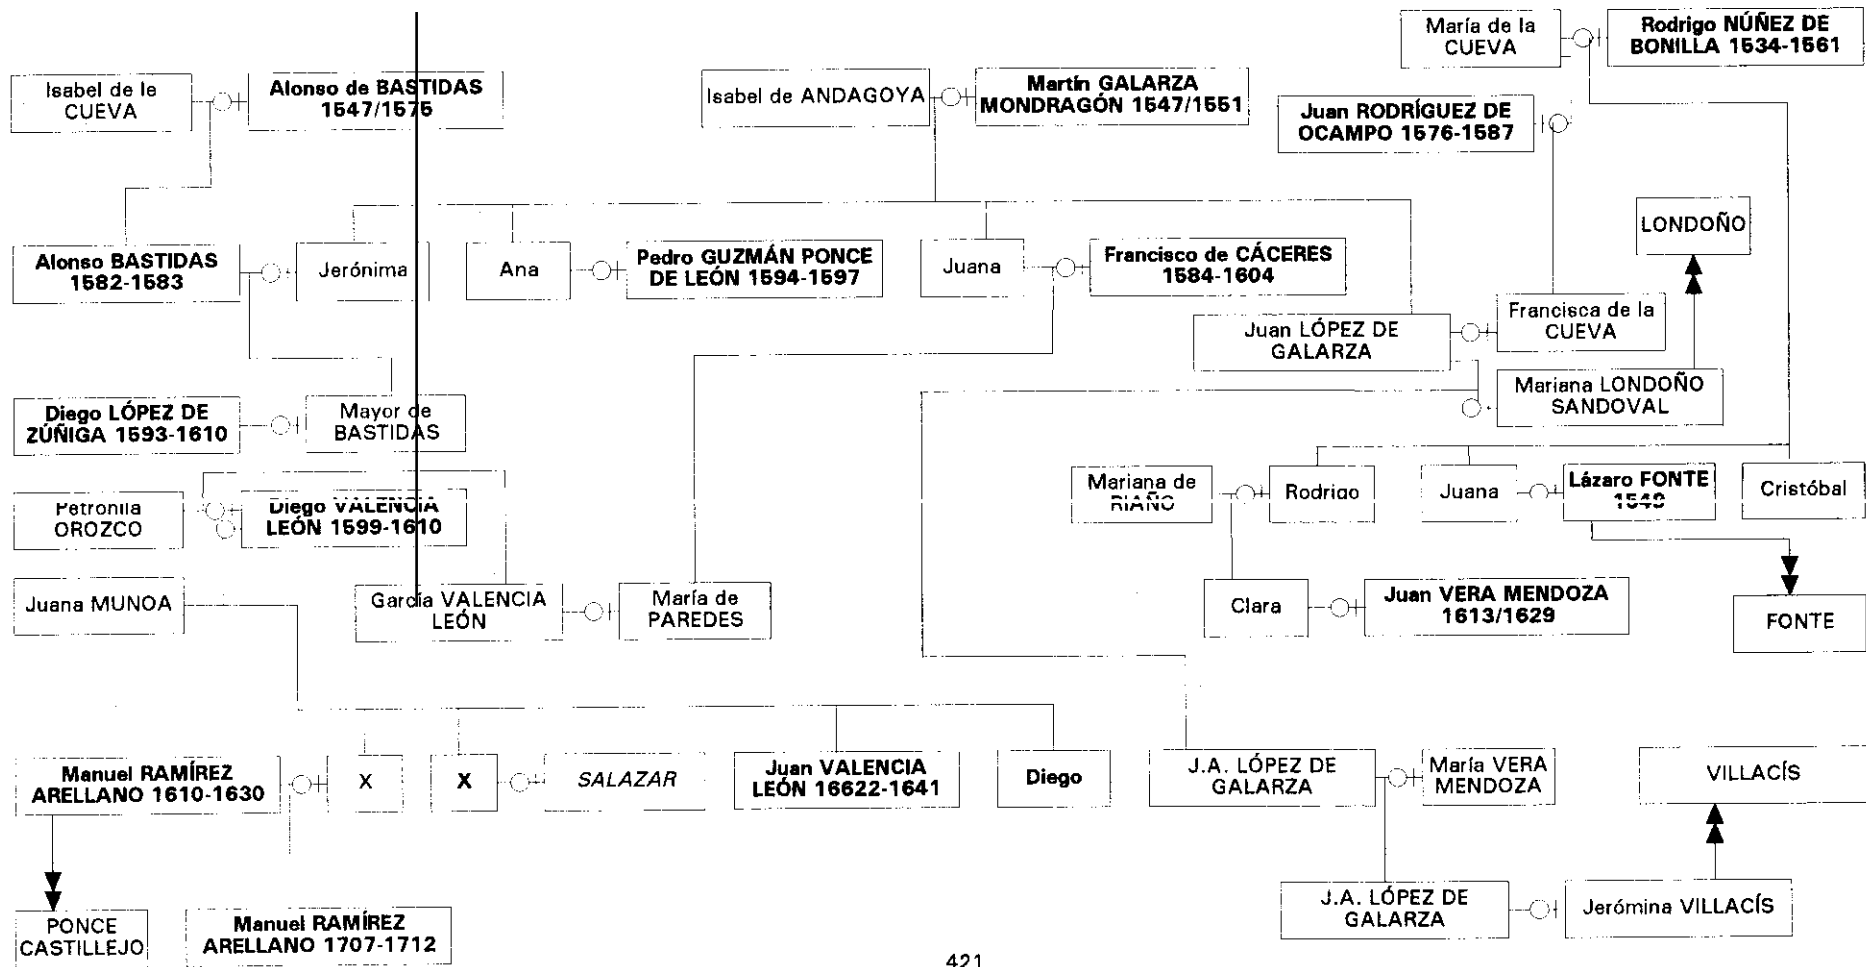 María de la
CUEVA
Rodrigo NÚÑEZ DE
BONILLA 1534-1561
Isabel de le
CUEVA
Alonso de BASTIDAS
1547/1575
Isabel de ANDAGOYA
Martín GALARZA
MONDRAGÓN 1547/1551
Juan RODRÍGUEZ DE
OCAMPO 1576-1587
LONDOÑO
Alonso BASTIDAS
1582-1583
Jerónima
Ana
Pedro GUZMÁN PONCE
DE LEÓN 1594-1597
Juana
Francisco de CÁCERES
1584-1604
Juan LÓPEZ DE
GALARZA
Francisca de la
CUEVA
Mariana LONDOÑO
SANDOVAL
Diego LÓPEZ DE
ZÚÑIGA 1593-1610
Mayor de
BASTIDAS
Mariana de
RIAÑO
Rodrigo
Juana
Lázaro FONTE
1549
Cristóbal
Petronila
OROZCO
Diego VALENCIA
LEÓN 1599-1610
Juana MUNOA
García VALENCIA
LEÓN
María de
PAREDES
Clara
Juan VERA MENDOZA
1613/1629
FONTE
Manuel RAMÍREZ
ARELLANO 1610-1630
X
X
SALAZAR
Juan VALENCIA
LEÓN 16622-1641
Diego
J.A. LÓPEZ DE
GALARZA
María VERA
MENDOZA
VILLACÍS
PONCE
CASTILLEJO
Manuel RAMÍREZ
ARELLANO 1707-1712
J.A. LÓPEZ DE
GALARZA
Jerómina VILLACÍS
421